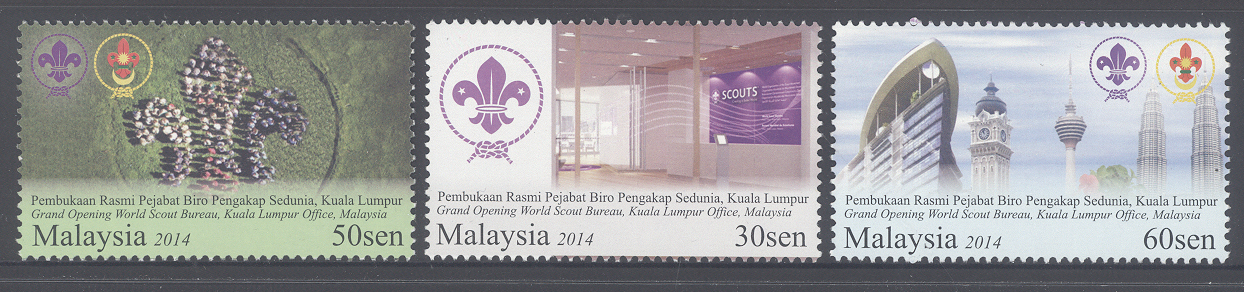 Pembukaan Rasmi Pejabat Biro Pengakap Sedunia, Kuala Lumpur
Grand Opening World Scout Bureau, Kuala Lumpur Office, Malaysia
Malaysia 2014 50sen
SCOUTS
Pembukaan Rasmi Pejabat Biro Pengakap Sedunia, Kuala Lumpur
Grand Opening World Scout Bureau, Kuala Lumpur Office, Malaysia
Malaysia 2014 30sen
Pembukaan Rasmi Pejabat Biro Pengakap Sedunia, Kuala Lumpur
Grand Opening World Scout Bureau, Kuala Lumpur Office, Malaysia
Malaysia 2014 60sen